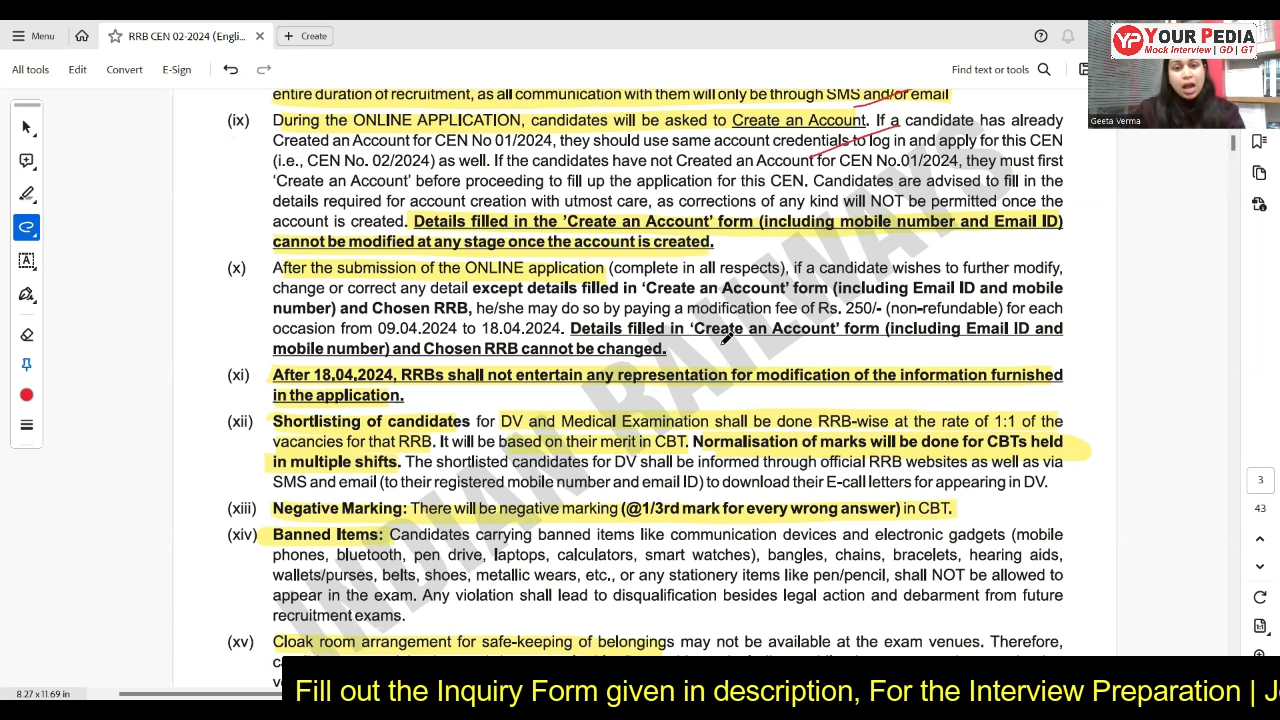 Menu
RRB CEN 02-2024 (Engli...
Create
YP YOUR PEDIA
Mock Interview | GD | GT
All tools
Edit
Convert
E-Sign
Find text or tools
Geeta Verma
entire duration of recruitment, as all communication with them will only be through SMS and/or email
(ix) During the ONLINE APPLICATION, candidates will be asked to Create an Account. If a candidate has already
Created an Account for CEN No 01/2024, they should use same account credentials to log in and apply for this CEN
(i.e., CEN No. 02/2024) as well. If the candidates have not Created an Account for CEN No.01/2024, they must first
‘Create an Account’ before proceeding to fill up the application for this CEN. Candidates are advised to fill in the
details required for account creation with utmost care, as corrections of any kind will NOT be permitted once the
account is created. Details filled in the ’Create an Account’ form (including mobile number and Email ID)
cannot be modified at any stage once the account is created.
(x) After the submission of the ONLINE application (complete in all respects), if a candidate wishes to further modify,
change or correct any detail except details filled in ‘Create an Account’ form (including Email ID and mobile
number) and Chosen RRB, he/she may do so by paying a modification fee of Rs. 250/- (non-refundable) for each
occasion from 09.04.2024 to 18.04.2024. Details filled in ‘Create an Account’ form (including Email ID and
mobile number) and Chosen RRB cannot be changed.
(xi) After 18.04.2024, RRBs shall not entertain any representation for modification of the information furnished
in the application.
(xii) Shortlisting of candidates for DV and Medical Examination shall be done RRB-wise at the rate of 1:1 of the
vacancies for that RRB. It will be based on their merit in CBT. Normalisation of marks will be done for CBTs held
in multiple shifts. The shortlisted candidates for DV shall be informed through official RRB websites as well as via
SMS and email (to their registered mobile number and email ID) to download their E-call letters for appearing in DV.
(xiii) Negative Marking: There will be negative marking (@1/3rd mark for every wrong answer) in CBT.
(xiv) Banned Items: Candidates carrying banned items like communication devices and electronic gadgets (mobile
phones, bluetooth, pen drive, laptops, calculators, smart watches), bangles, chains, bracelets, hearing aids,
wallets/purses, belts, shoes, metallic wears, etc., or any stationery items like pen/pencil, shall NOT be allowed to
appear in the exam. Any violation shall lead to disqualification besides legal action and debarment from future
recruitment exams.
(xv) Cloak room arrangement for safe-keeping of belongings may not be available at the exam venues. Therefore,
INDIAN RAILWAYS
3
43
8.27 x 11.69 in
Fill out the Inquiry Form given in description, For the Interview Preparation |